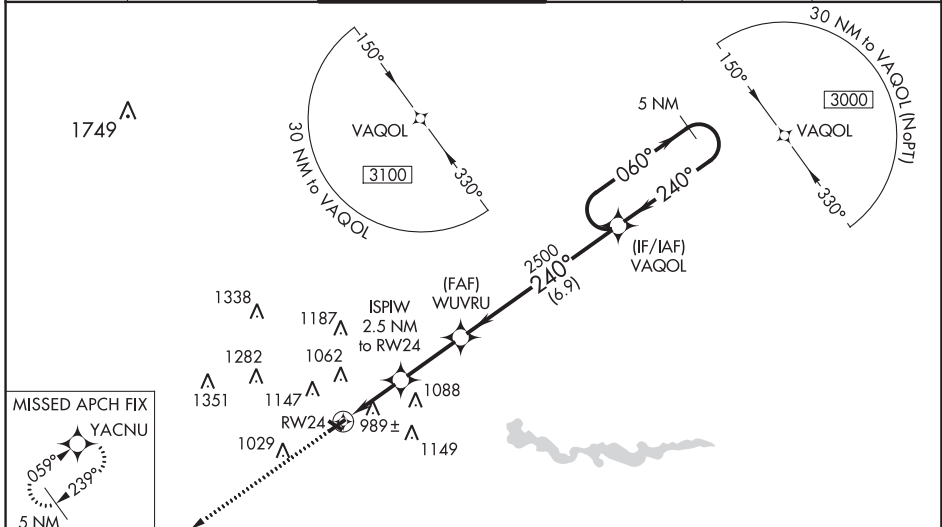 1749
150°
VAQOL
30 NM to VAQOL
3100
330°
5 NM
060°
240°
30 NM to VAQOL (NoPT)
150°
3000
VAQOL
330°
(IF/IAF)
VAQOL
2500
240°
(6.9)
(FAF)
WUVRU
ISPIW
2.5 NM
to RW24
1338
1187
1282
1062
1351
1147
1088
RW24
989±
1029
1149
MISSED APCH FIX
YACNU
059°
239°
5 NM